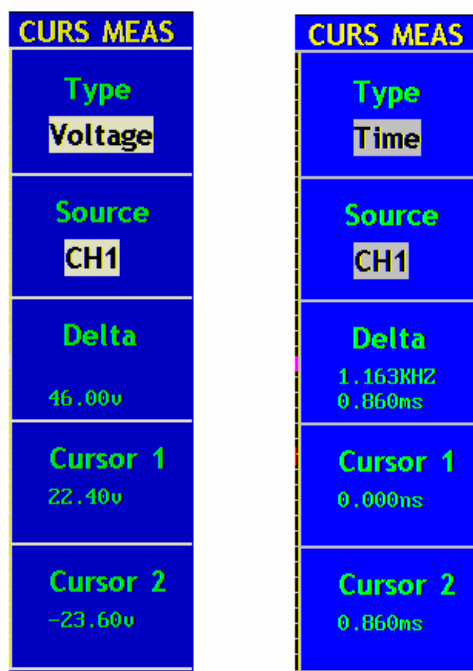 CURS MEAS
Type
Voltage
Source
CH1
Delta
46.00v
Cursor 1
22.40v
Cursor 2
-23.60v
CURS MEAS
Type
Time
Source
CH1
Delta
1.163KHZ
0.860ms
Cursor 1
0.000ns
Cursor 2
0.860ms